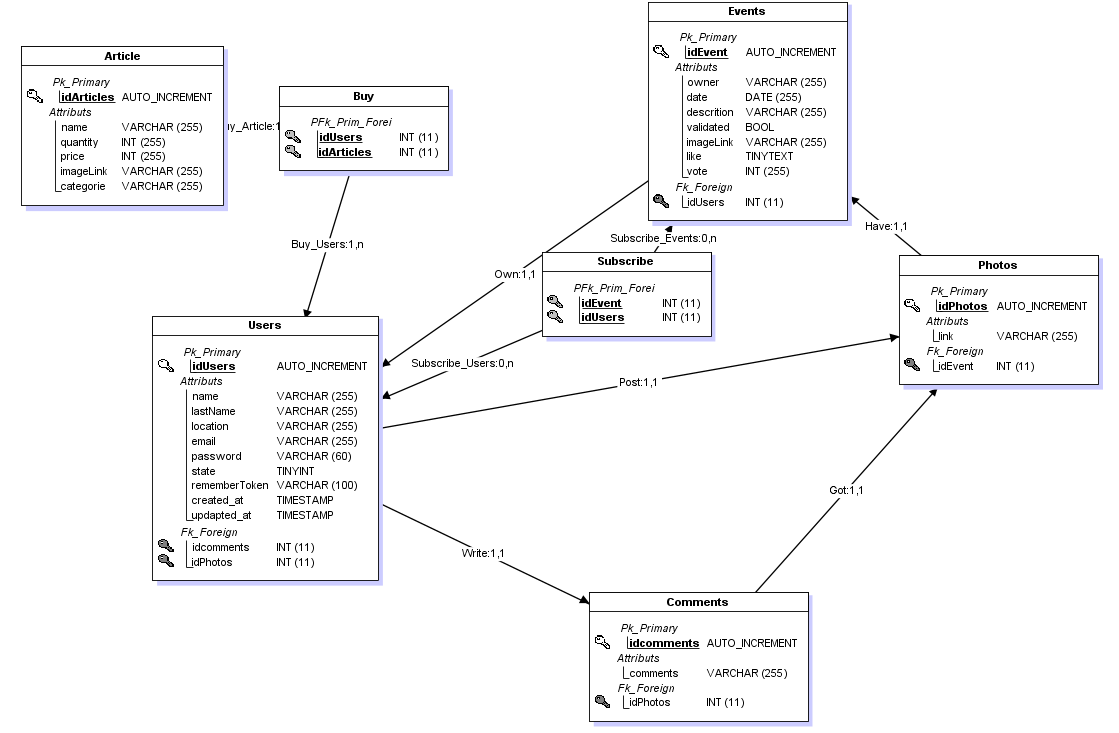 Article
Pk_Primary
idArticles AUTO_INCREMENT
Attributs
name VARCHAR (255)
quantity INT (255)
price INT (255)
imageLink VARCHAR (255)
categorie VARCHAR (255)
uy_Article:1
Buy
PFk_Prim_Forei
idUsers INT (11)
idArticles INT (11)
Buy_Users:1,n
Events
Pk_Primary
idEvent AUTO_INCREMENT
Attributs
owner VARCHAR (255)
date DATE (255)
descrition VARCHAR (255)
validated BOOL
imageLink VARCHAR (255)
like TINYTEXT
vote INT (255)
Fk_Foreign
idUsers INT (11)
Have:1,1
Subscribe_Events:0,n
Own:1,1
Subscribe
PFk_Prim_Forei
idEvent INT (11)
idUsers INT (11)
Subscribe_Users:0,n
Photos
Pk_Primary
idPhotos AUTO_INCREMENT
Attributs
link VARCHAR (255)
Fk_Foreign
idEvent INT (11)
Post:1,1
Users
Pk_Primary
idUsers AUTO_INCREMENT
Attributs
name VARCHAR (255)
lastName VARCHAR (255)
location VARCHAR (255)
email VARCHAR (255)
password VARCHAR (60)
state TINYINT
rememberToken VARCHAR (100)
created_at TIMESTAMP
updapted_at TIMESTAMP
Fk_Foreign
idcomments INT (11)
idPhotos INT (11)
Got:1,1
Write:1,1
Comments
Pk_Primary
idcomments AUTO_INCREMENT
Attributs
comments VARCHAR (255)
Fk_Foreign
idPhotos INT (11)